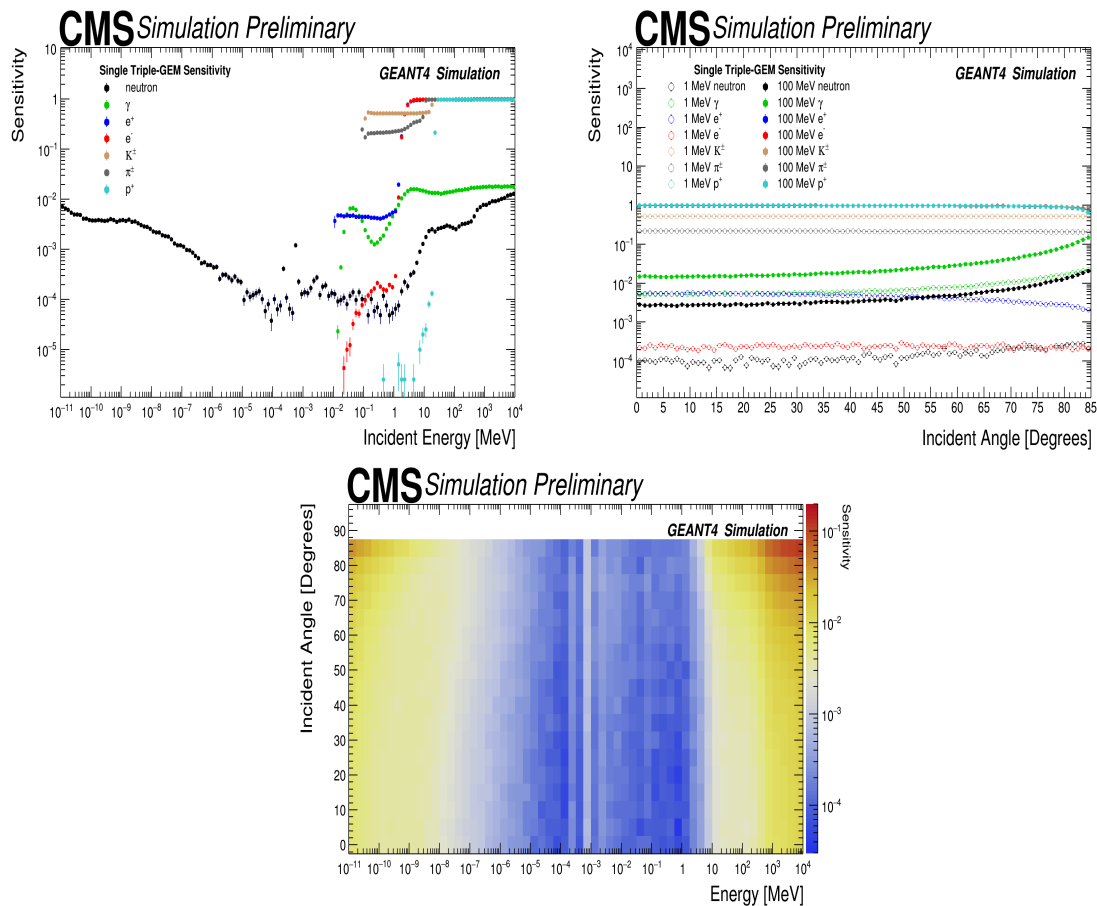 CMS Simulation Preliminary
Sensitivity
GEANT4 Simulation
Single Triple-GEM Sensitivity
neutron
γ
e⁺
e⁻
K±
π±
p⁺
10
1
10⁻¹
10⁻²
10⁻³
10⁻⁴
10⁻⁵
10⁻¹¹ 10⁻¹⁰ 10⁻⁹ 10⁻⁸ 10⁻⁷ 10⁻⁶ 10⁻⁵ 10⁻⁴ 10⁻³ 10⁻² 10⁻¹ 1 10 10² 10³ 10⁴
Incident Energy [MeV]
CMS Simulation Preliminary
Sensitivity
GEANT4 Simulation
Single Triple-GEM Sensitivity
1 MeV neutron 100 MeV neutron
1 MeV γ 100 MeV γ
1 MeV e⁺ 100 MeV e⁺
1 MeV e⁻ 100 MeV e⁻
1 MeV K± 100 MeV K±
1 MeV π± 100 MeV π±
1 MeV p⁺ 100 MeV p⁺
10⁴
10³
10²
10
1
10⁻¹
10⁻²
10⁻³
10⁻⁴
0 5 10 15 20 25 30 35 40 45 50 55 60 65 70 75 80 85
Incident Angle [Degrees]
CMS Simulation Preliminary
Incident Angle [Degrees]
GEANT4 Simulation
Sensitivity
90
80
70
60
50
40
30
20
10
0
10⁻¹
10⁻²
10⁻³
10⁻⁴
10⁻¹¹ 10⁻¹⁰ 10⁻⁹ 10⁻⁸ 10⁻⁷ 10⁻⁶ 10⁻⁵ 10⁻⁴ 10⁻³ 10⁻² 10⁻¹ 1 10 10² 10³ 10⁴
Energy [MeV]